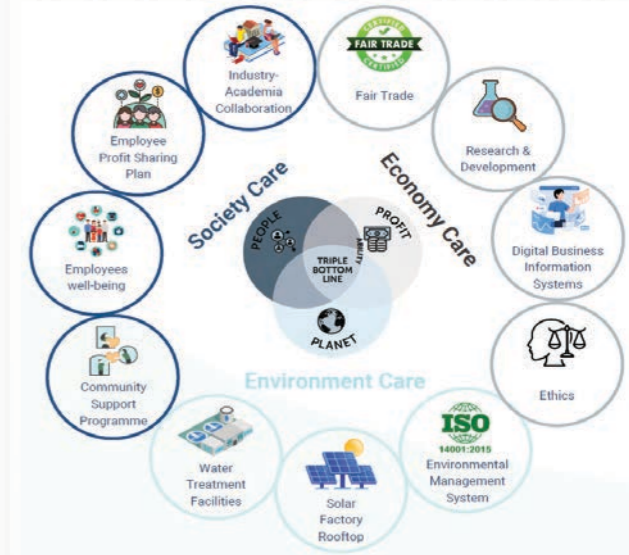 Industry-
Academia
Collaboration
CERTIFIED
FAIR TRADE
CERTIFIED
Fair Trade
Employee
Profit Sharing
Plan
Research &
Development
Society Care
Economy Care
Employees
well-being
PEOPLE
PROFIT
ABILITY
TRIPLE
BOTTOM
LINE
PLANET
Digital Business
Information
Systems
Community
Support
Programme
Environment Care
Ethics
Water
Treatment
Facilities
Solar
Factory
Rooftop
ISO
14001:2015
Environmental
Management
System